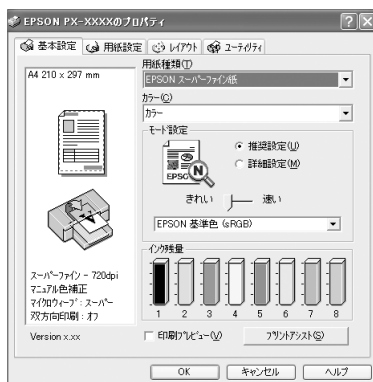 EPSON PX-XXXXのプロパティ
基本設定 用紙設定 レイアウト ユーティリティ
A4 210 x 297 mm
用紙種類(T)
EPSON スーパーファイン紙
カラー(C)
カラー
モード設定
推奨設定(U)
詳細設定(M)
EPSO
N
きれい 速い
EPSON 基準色 (sRGB)
インク残量
1 2 3 4 5 6 7 8
スーパーファイン - 720dpi
マニュアル色補正
マイクロウィーブ:スーパー
双方向印刷:オフ
Version x.xx
印刷プレビュー(V)
プリントアシスト(S)
OK キャンセル ヘルプ